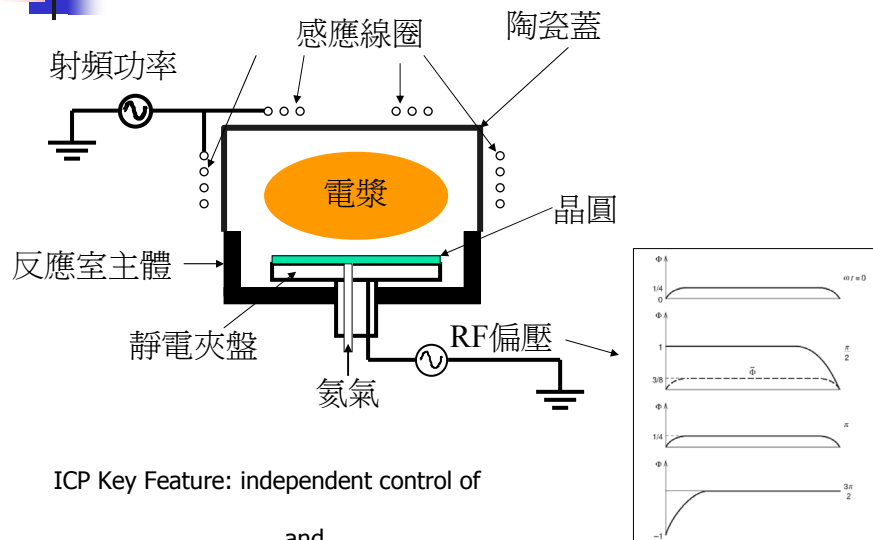 感應線圈
陶瓷蓋
射頻功率
電漿
晶圓
反應室主體
靜電夾盤
RF偏壓
氦氣
Φ
1/4
0
ω t = 0
Φ
1
3/8
Φ̄
π/2
Φ
1/4
π
Φ
−1
3π/2
ICP Key Feature: independent control of
and